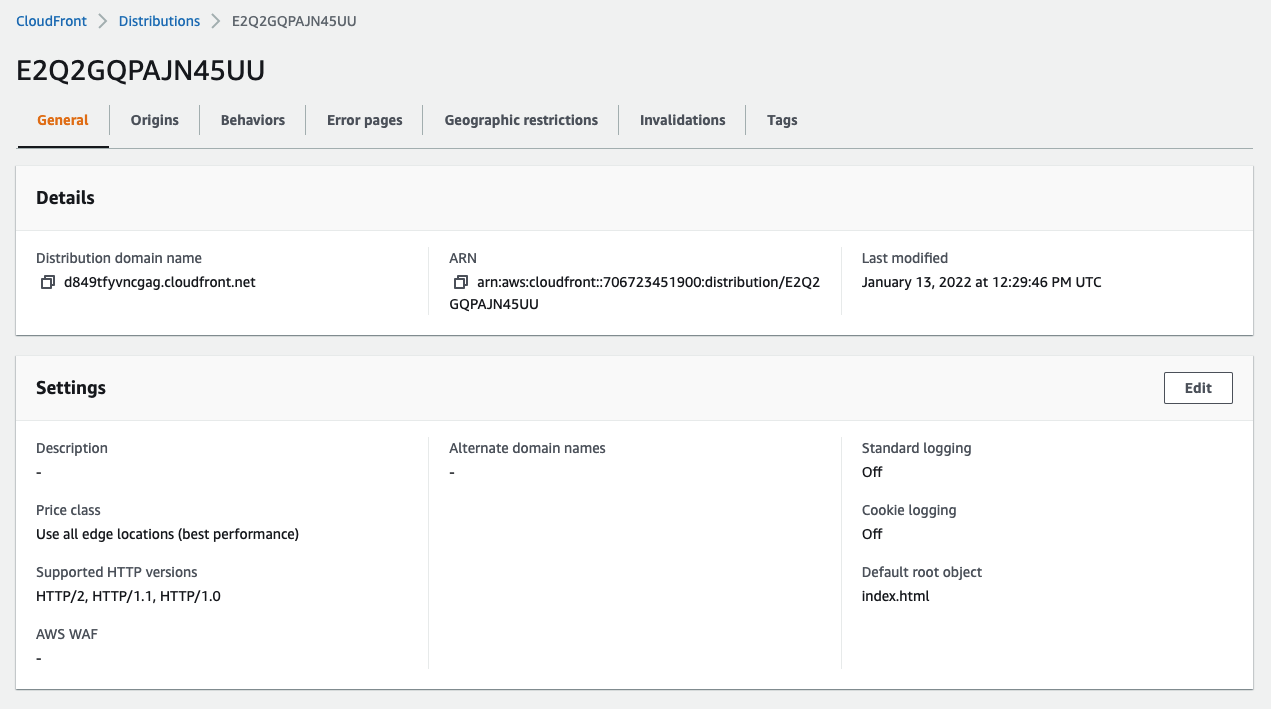 CloudFront > Distributions > E2Q2GQPAJN45UU
E2Q2GQPAJN45UU
General Origins Behaviors Error pages Geographic restrictions Invalidations Tags
Details
Distribution domain name
d849tfyvncgag.cloudfront.net
ARN
arn:aws:cloudfront::706723451900:distribution/E2Q2
GQPAJN45UU
Last modified
January 13, 2022 at 12:29:46 PM UTC
Settings
Edit
Description
-
Price class
Use all edge locations (best performance)
Supported HTTP versions
HTTP/2, HTTP/1.1, HTTP/1.0
AWS WAF
-
Alternate domain names
-
Standard logging
Off
Cookie logging
Off
Default root object
index.html